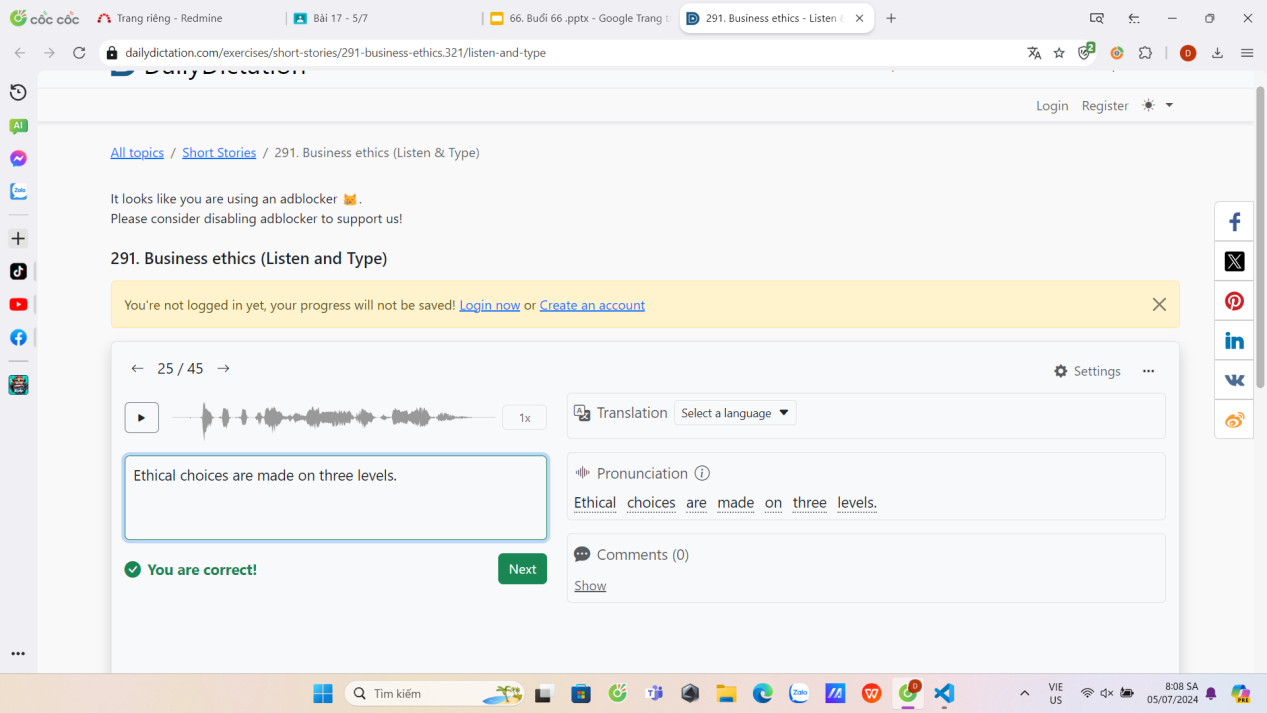 cốc cốc
Trang riêng - Redmine
Bài 17 - 5/7
66. Buổi 66 .pptx - Google Trang t
291. Business ethics - Listen &
dailydictation.com/exercises/short-stories/291-business-ethics.321/listen-and-type
2
D
AI
Zalo
DailyDictation
Login Register
All topics / Short Stories / 291. Business ethics (Listen & Type)
It looks like you are using an adblocker 😿.
Please consider disabling adblocker to support us!
291. Business ethics (Listen and Type)
You're not logged in yet, your progress will not be saved! Login now or Create an account
25 / 45
Settings
1x
Translation Select a language
Ethical choices are made on three levels.
Pronunciation
Ethical choices are made on three levels.
You are correct!
Next
Comments (0)
Show
Tìm kiếm
Zalo
D
VIE
US
8:08 SA
05/07/2024
PRE